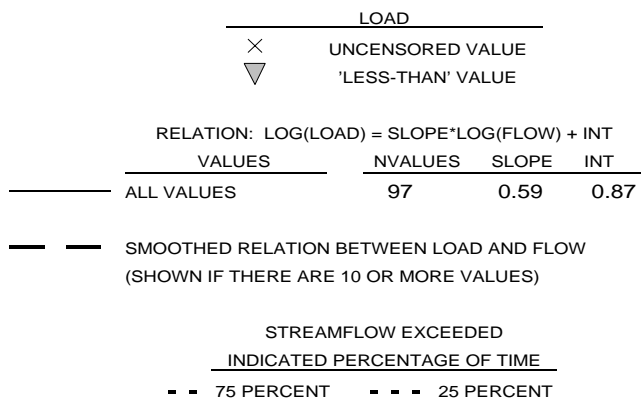 LOAD
UNCENSORED VALUE
'LESS-THAN' VALUE
RELATION: LOG(LOAD) = SLOPE*LOG(FLOW) + INT
VALUES NVALUES SLOPE INT
ALL VALUES 97 0.59 0.87
SMOOTHED RELATION BETWEEN LOAD AND FLOW
(SHOWN IF THERE ARE 10 OR MORE VALUES)
STREAMFLOW EXCEEDED
INDICATED PERCENTAGE OF TIME
75 PERCENT 25 PERCENT